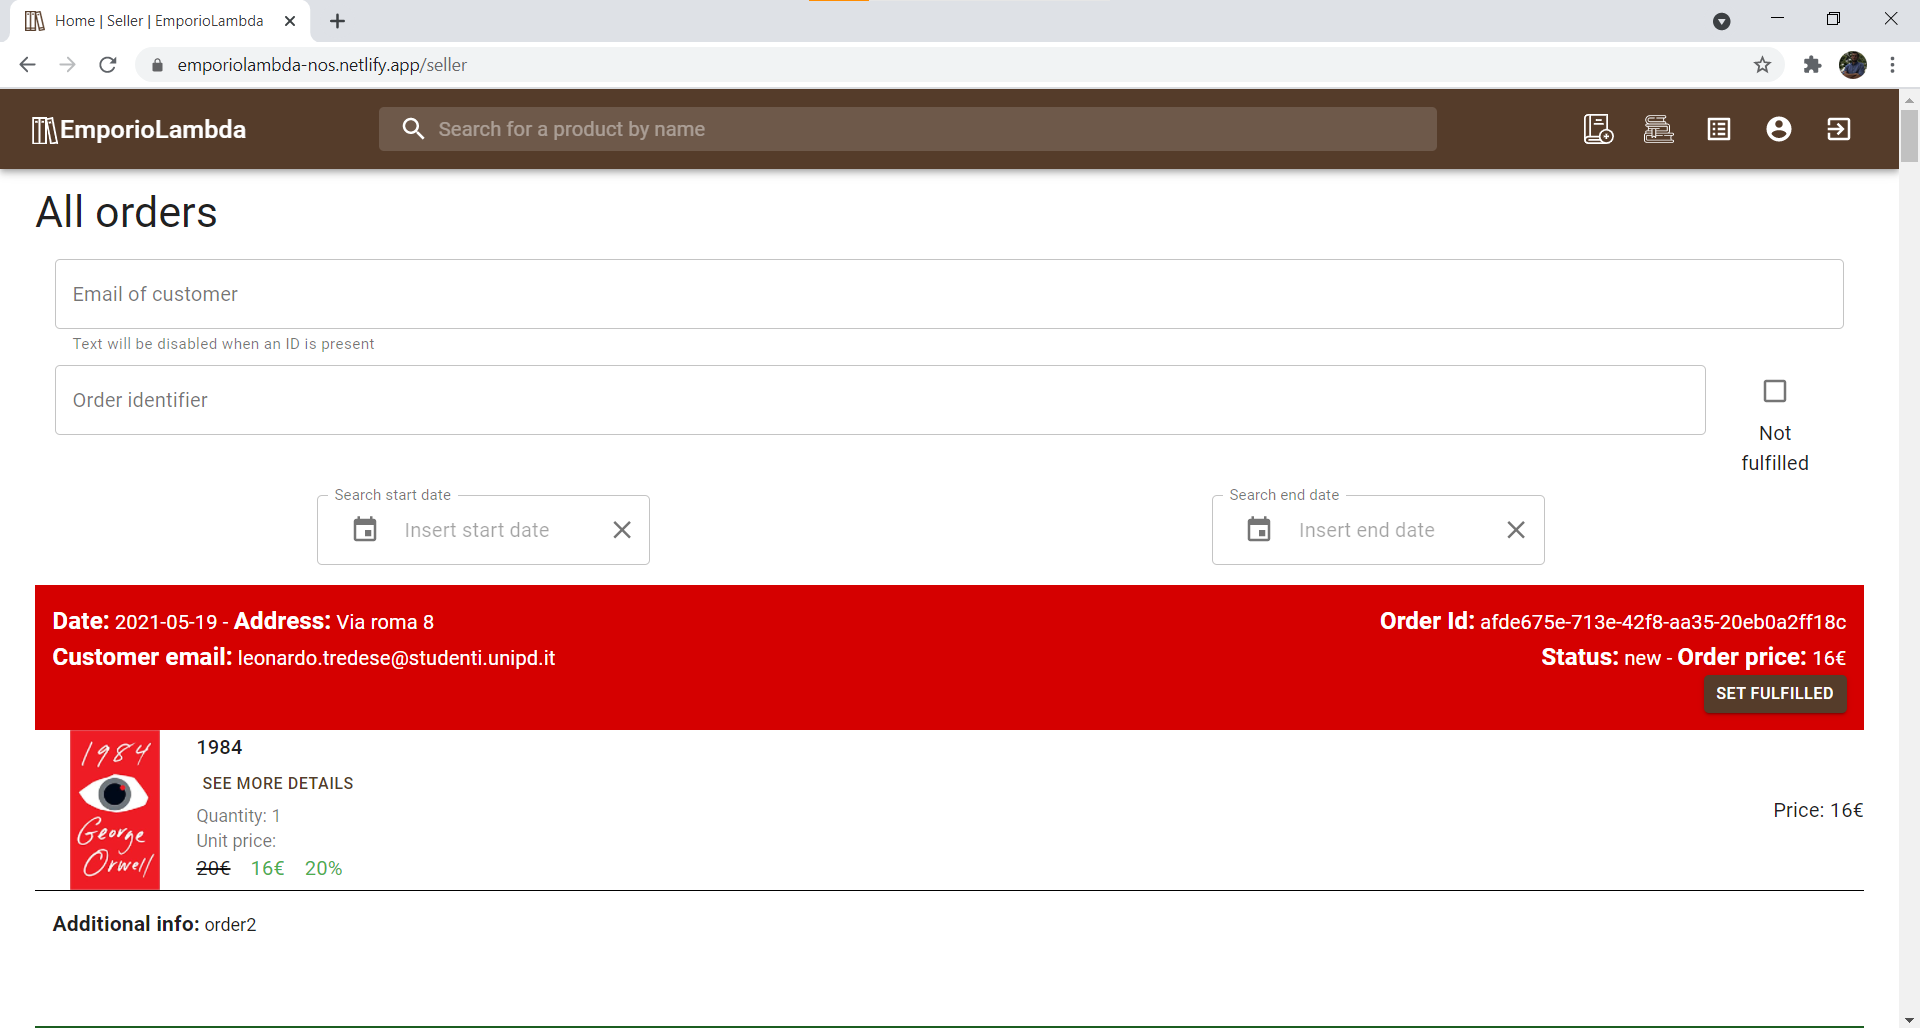 Home | Seller | EmporioLambda
emporiolambda-nos.netlify.app/seller
EmporioLambda
Search for a product by name
All orders
Email of customer
Text will be disabled when an ID is present
Order identifier
Not
fulfilled
Search start date
Search end date
Insert start date
Insert end date
Date: 2021-05-19 - Address: Via roma 8
Order Id: afde675e-713e-42f8-aa35-20eb0a2ff18c
Customer email: leonardo.tredese@studenti.unipd.it
Status: new - Order price: 16€
SET FULFILLED
1984
George
Orwell
1984
SEE MORE DETAILS
Quantity: 1
Unit price:
20€ 16€ 20%
Price: 16€
Additional info: order2